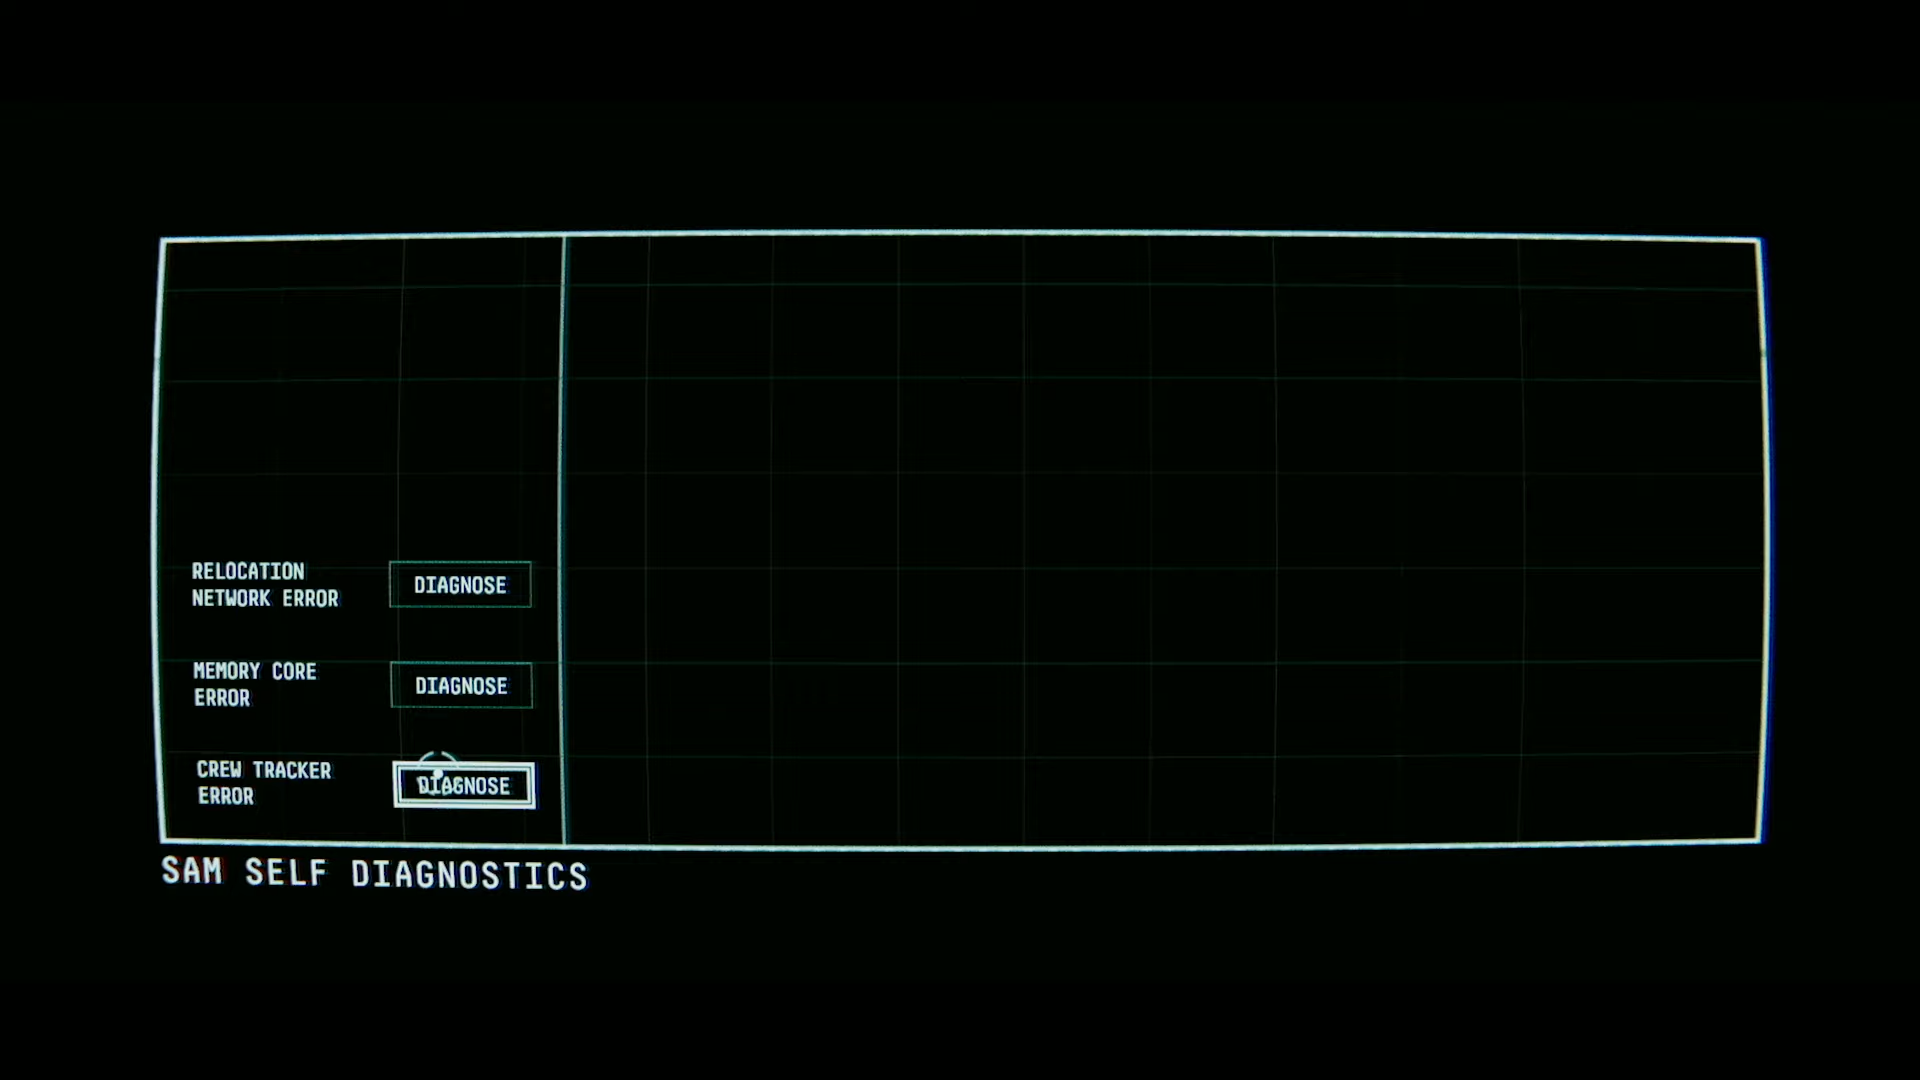 RELOCATION
NETWORK ERROR
DIAGNOSE
MEMORY CORE
ERROR
DIAGNOSE
CREW TRACKER
ERROR
DIAGNOSE
SAM SELF DIAGNOSTICS